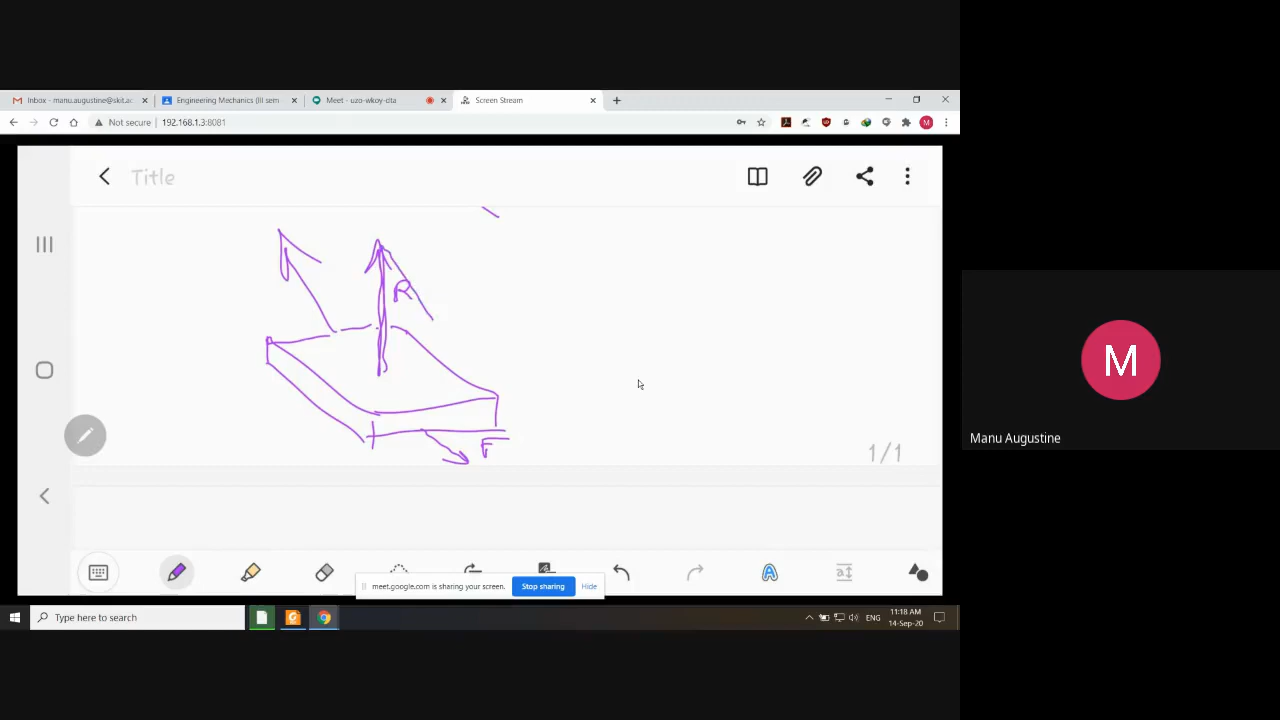 Inbox - manu.augustine@skit.ac
Engineering Mechanics (III sem
Meet - uzo-wkoy-dta
Screen Stream
Not secure
192.168.1.3:8081
Title
R
F
1/1
M
Manu Augustine
meet.google.com is sharing your screen.
Stop sharing
Hide
Type here to search
ENG
11:18 AM
14-Sep-20